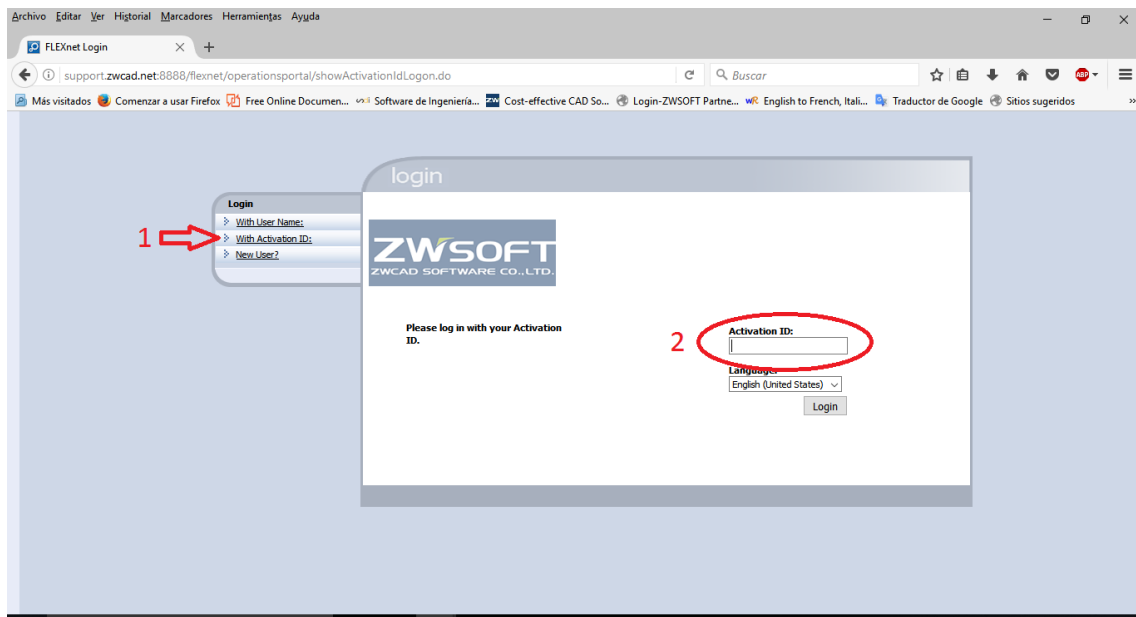 Archivo Editar Ver Historial Marcadores Herramientas Ayuda
FLEXnet Login
support.zwcad.net:8888/flexnet/operationsportal/showActivationIdLogon.do
Buscar
ABP
Más visitados Comenzar a usar Firefox Free Online Documen... Software de Ingeniería... ZW Cost-effective CAD So... Login-ZWSOFT Partne... WR English to French, Itali... Traductor de Google Sitios sugeridos
login
Login
With User Name:
1 With Activation ID:
New User?
ZWSOFT
ZWCAD SOFTWARE CO.,LTD.
Please log in with your Activation
ID.
2 Activation ID:
Language:
English (United States)
Login